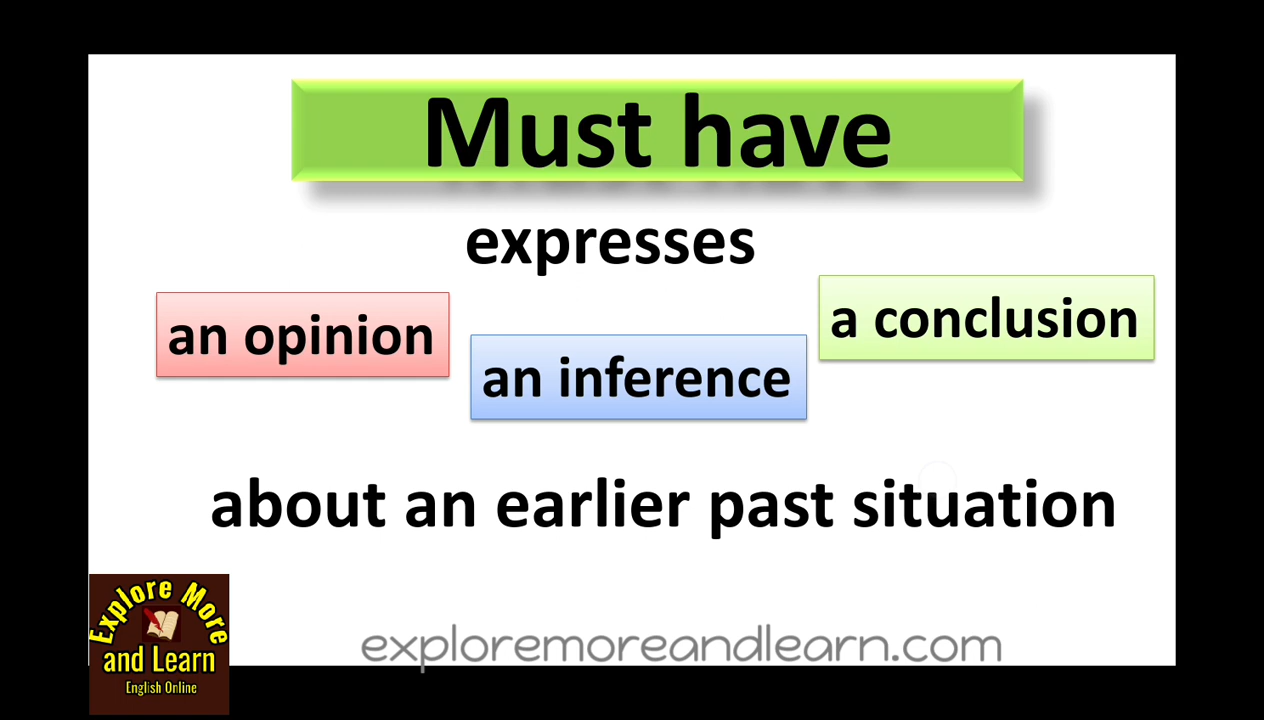 Must have
expresses
an opinion
an inference
a conclusion
about an earlier past situation
Explore More
and Learn
English Online
exploremoreandlearn.com